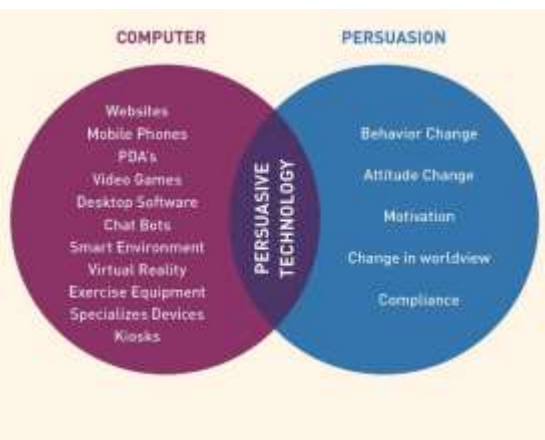 COMPUTER
PERSUASION
Websites
Mobile Phones
PDA's
Video Games
Desktop Software
Chat Bots
Smart Environment
Virtual Reality
Exercise Equipment
Specializes Devices
Kiosks
PERSUASIVE
TECHNOLOGY
Behavior Change
Attitude Change
Motivation
Change in worldview
Compliance